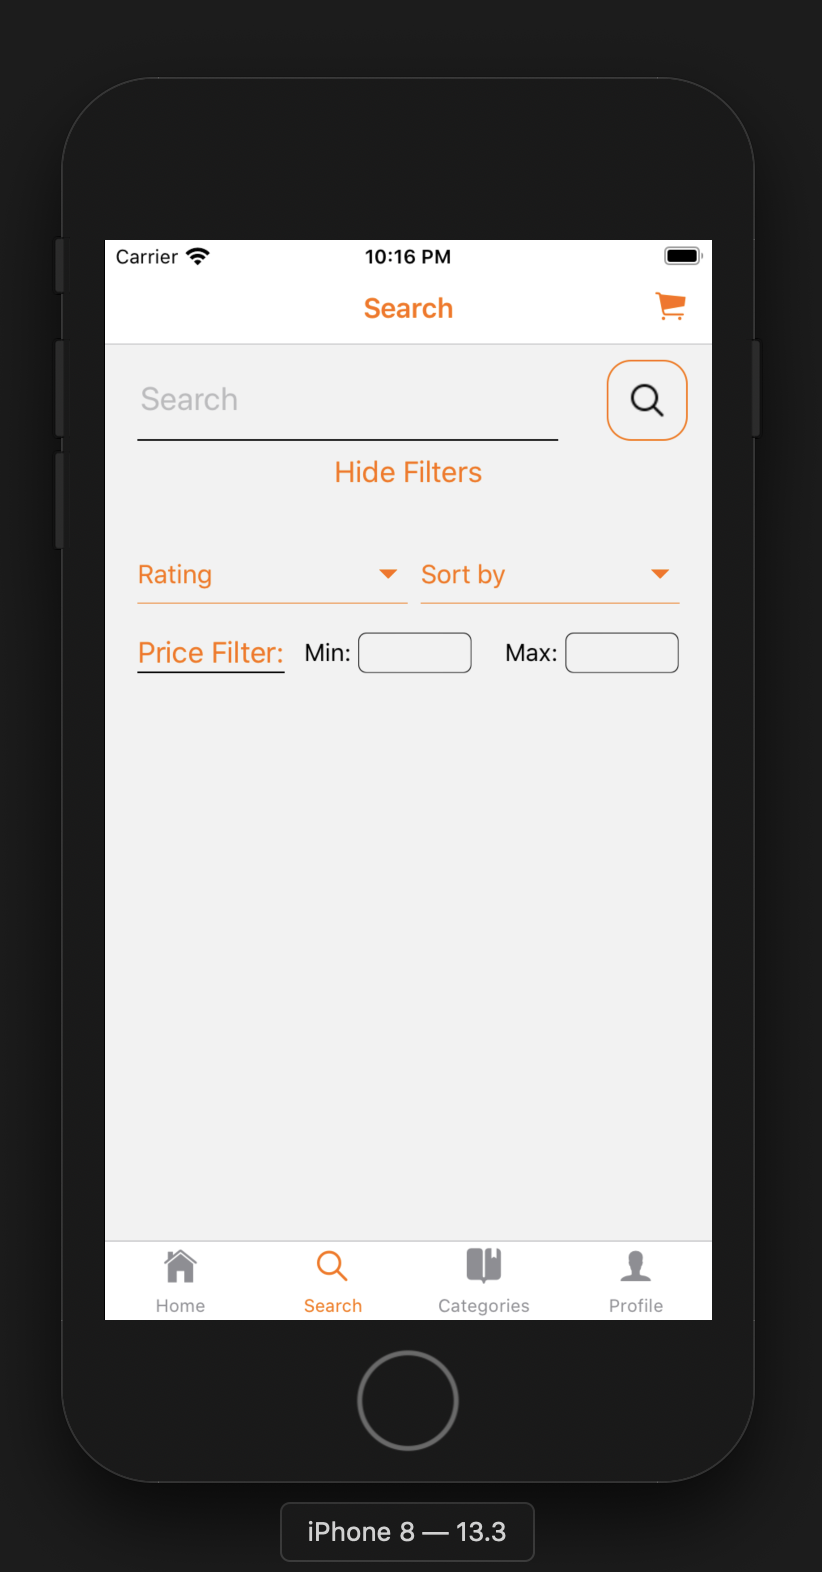 Carrier 10:16 PM
Search
Search
Hide Filters
Rating Sort by
Price Filter: Min: Max:
Home Search Categories Profile
iPhone 8 — 13.3